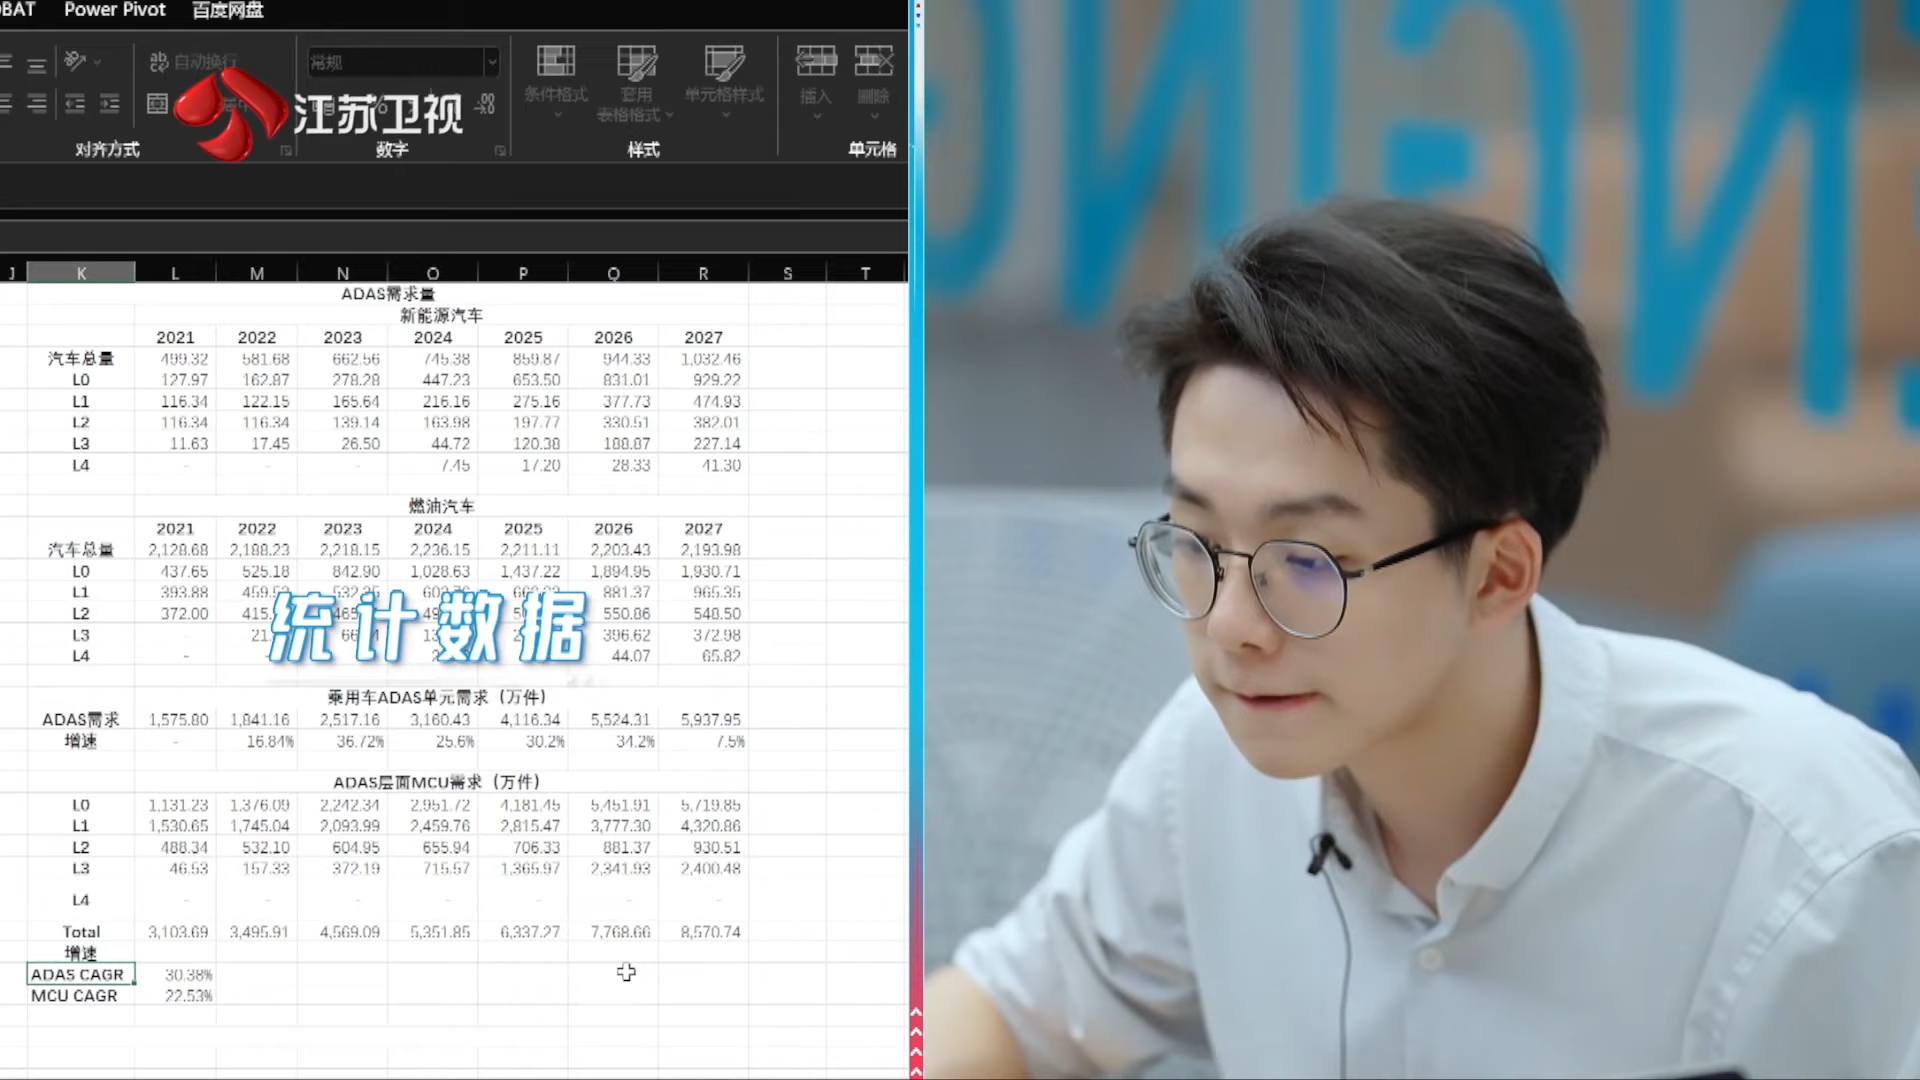 Power Pivot 百度网盘
自动换行
常规
条件格式 套用 单元格样式 插入 删除
表格格式
江苏卫视
对齐方式 数字 样式 单元格
J K L M N O P Q R S T
ADAS需求量
新能源汽车
2021 2022 2023 2024 2025 2026 2027
汽车总量 499.32 581.68 662.56 745.38 859.87 944.33 1,032.46
L0 127.97 162.87 278.28 447.23 653.50 831.01 929.22
L1 116.34 122.15 165.64 216.16 275.16 377.73 474.93
L2 116.34 116.34 139.14 163.98 197.77 330.51 382.01
L3 11.63 17.45 26.50 44.72 120.38 188.87 227.14
L4 - - - 7.45 17.20 28.33 41.30
燃油汽车
2021 2022 2023 2024 2025 2026 2027
汽车总量 2,128.68 2,188.23 2,218.15 2,236.15 2,211.11 2,203.43 2,193.98
L0 437.65 525.18 842.90 1,028.63 1,437.22 1,894.95 1,930.71
L1 393.88 881.37 965.35
L2 372.00 550.86 548.50
L3 - 396.62 372.98
L4 - 44.07 65.82
统计数据
乘用车ADAS单元需求（万件）
ADAS需求 1,575.80 1,841.16 2,517.16 3,160.43 4,116.34 5,524.31 5,937.95
增速 - 16.84% 36.72% 25.6% 30.2% 34.2% 7.5%
ADAS层面MCU需求（万件）
L0 1,131.23 1,376.09 2,242.34 2,951.72 4,181.45 5,451.91 5,719.85
L1 1,530.65 1,745.04 2,093.99 2,459.76 2,815.47 3,777.30 4,320.86
L2 488.34 532.10 604.95 655.94 706.33 881.37 930.51
L3 46.53 157.33 372.19 715.57 1,365.97 2,341.93 2,400.48
L4 - - - - - - -
Total 3,103.69 3,495.91 4,569.09 5,351.85 6,337.27 7,768.66 8,570.74
增速
ADAS CAGR 30.38%
MCU CAGR 22.53%